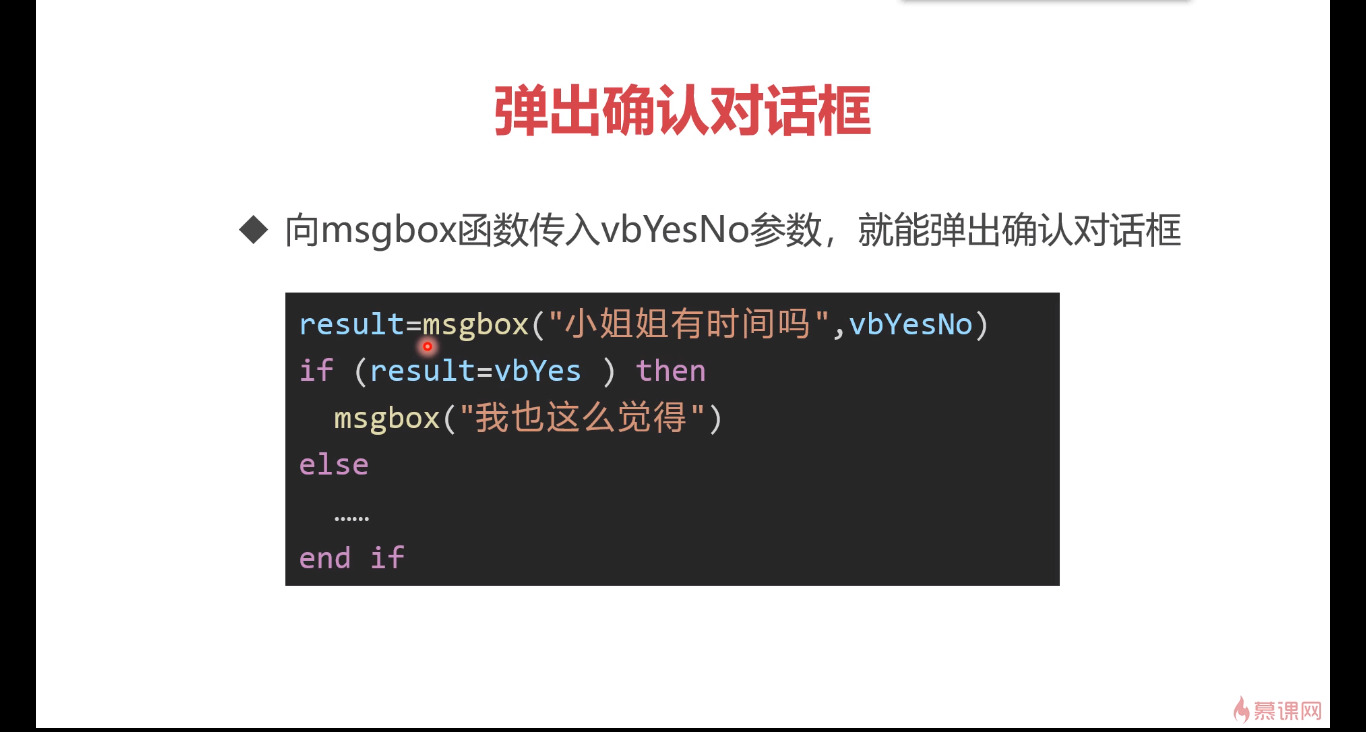 弹出确认对话框
◆ 向msgbox函数传入vbYesNo参数，就能弹出确认对话框
result=msgbox("小姐姐有时间吗",vbYesNo)
if (result=vbYes ) then
  msgbox("我也这么觉得")
else
  ……
end if
慕课网